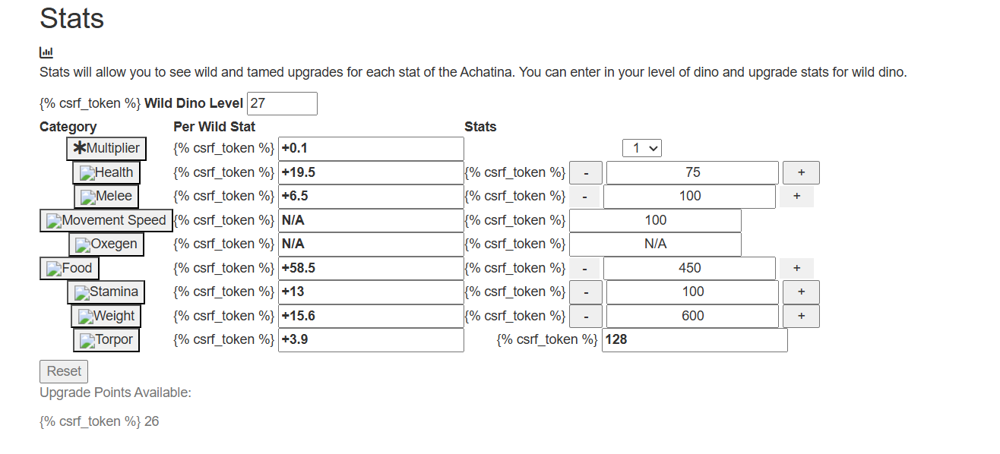 Stats
Stats will allow you to see wild and tamed upgrades for each stat of the Achatina. You can enter in your level of dino and upgrade stats for wild dino.
{% csrf_token %} Wild Dino Level 27
Category Per Wild Stat Stats
Multiplier {% csrf_token %} +0.1 1
Health {% csrf_token %} +19.5 {% csrf_token %} - 75 +
Melee {% csrf_token %} +6.5 {% csrf_token %} - 100 +
Movement Speed {% csrf_token %} N/A {% csrf_token %} 100
Oxegen {% csrf_token %} N/A {% csrf_token %} N/A
Food {% csrf_token %} +58.5 {% csrf_token %} - 450 +
Stamina {% csrf_token %} +13 {% csrf_token %} - 100 +
Weight {% csrf_token %} +15.6 {% csrf_token %} - 600 +
Torpor {% csrf_token %} +3.9 {% csrf_token %} 128
Reset
Upgrade Points Available:
{% csrf_token %} 26